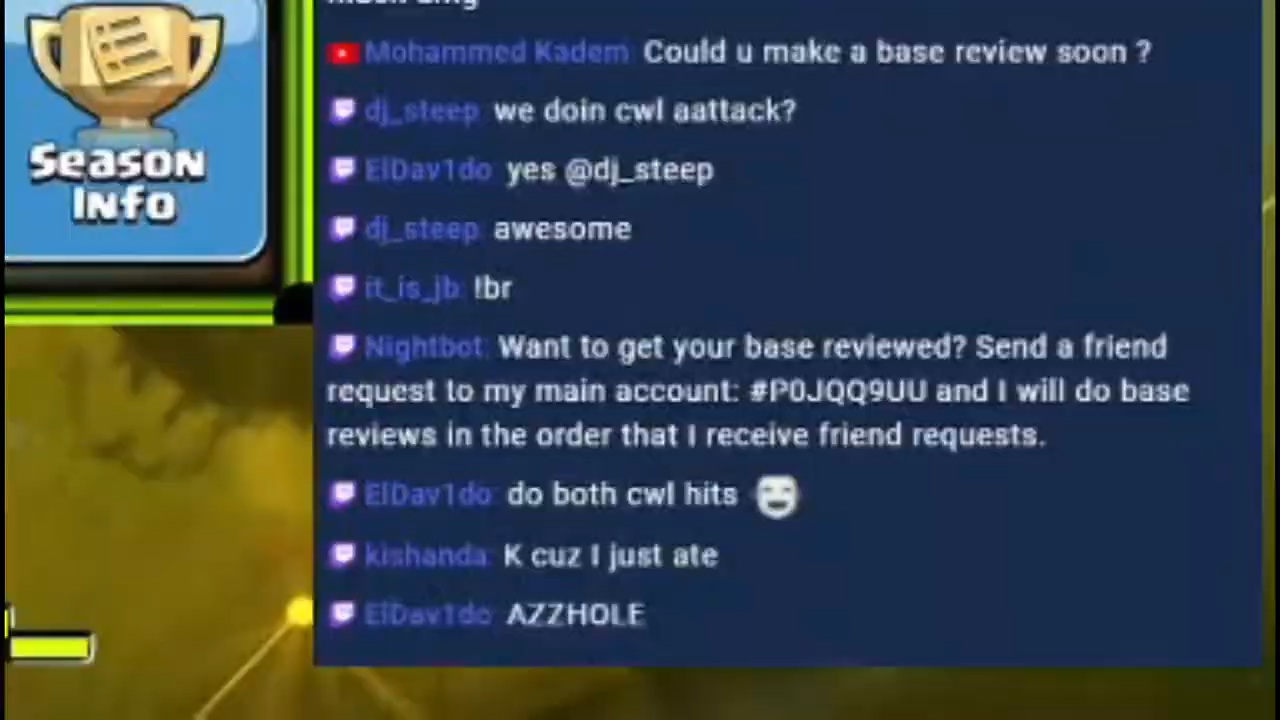 Mohammed Kadem: Could u make a base review soon ?
dj_steep: we doin cwl aattack?
ElDav1do: yes @dj_steep
dj_steep: awesome
it_is_jb: !br
Nightbot: Want to get your base reviewed? Send a friend
request to my main account: #P0JQQ9UU and I will do base
reviews in the order that I receive friend requests.
ElDav1do: do both cwl hits
kishanda: K cuz I just ate
ElDav1do: AZZHOLE
Season
Info